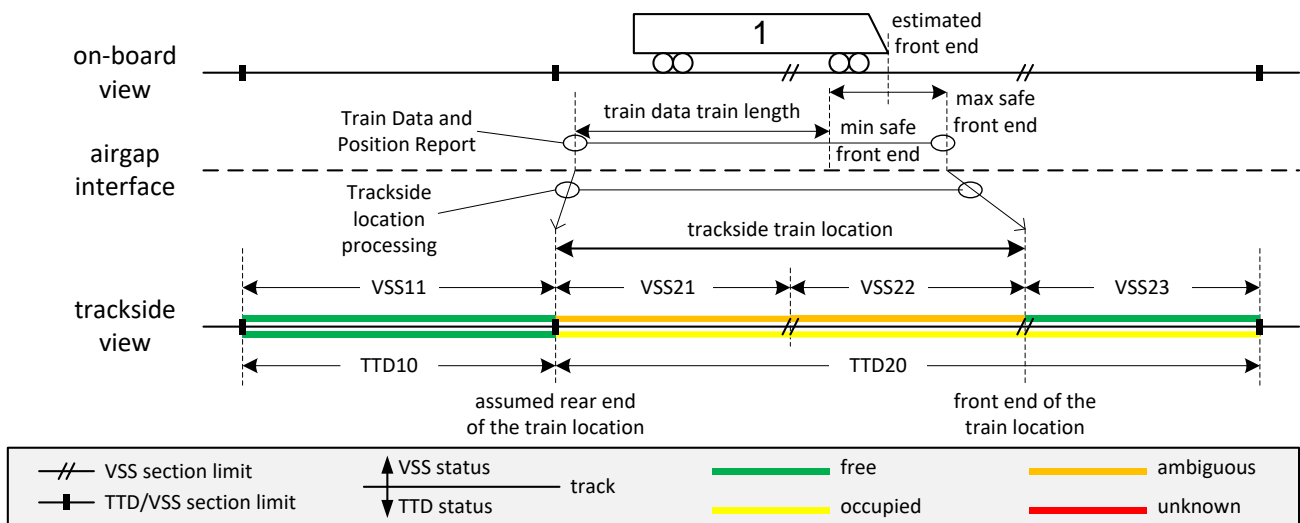 1
estimated
front end
on-board
view
train data train length
max safe
front end
Train Data and
Position Report
min safe
front end
airgap
interface
Trackside
location
processing
trackside train location
VSS11
VSS21
VSS22
VSS23
trackside
view
TTD10
TTD20
assumed rear end
of the train location
front end of the
train location
VSS section limit
TTD/VSS section limit
VSS status
track
TTD status
free
occupied
ambiguous
unknown